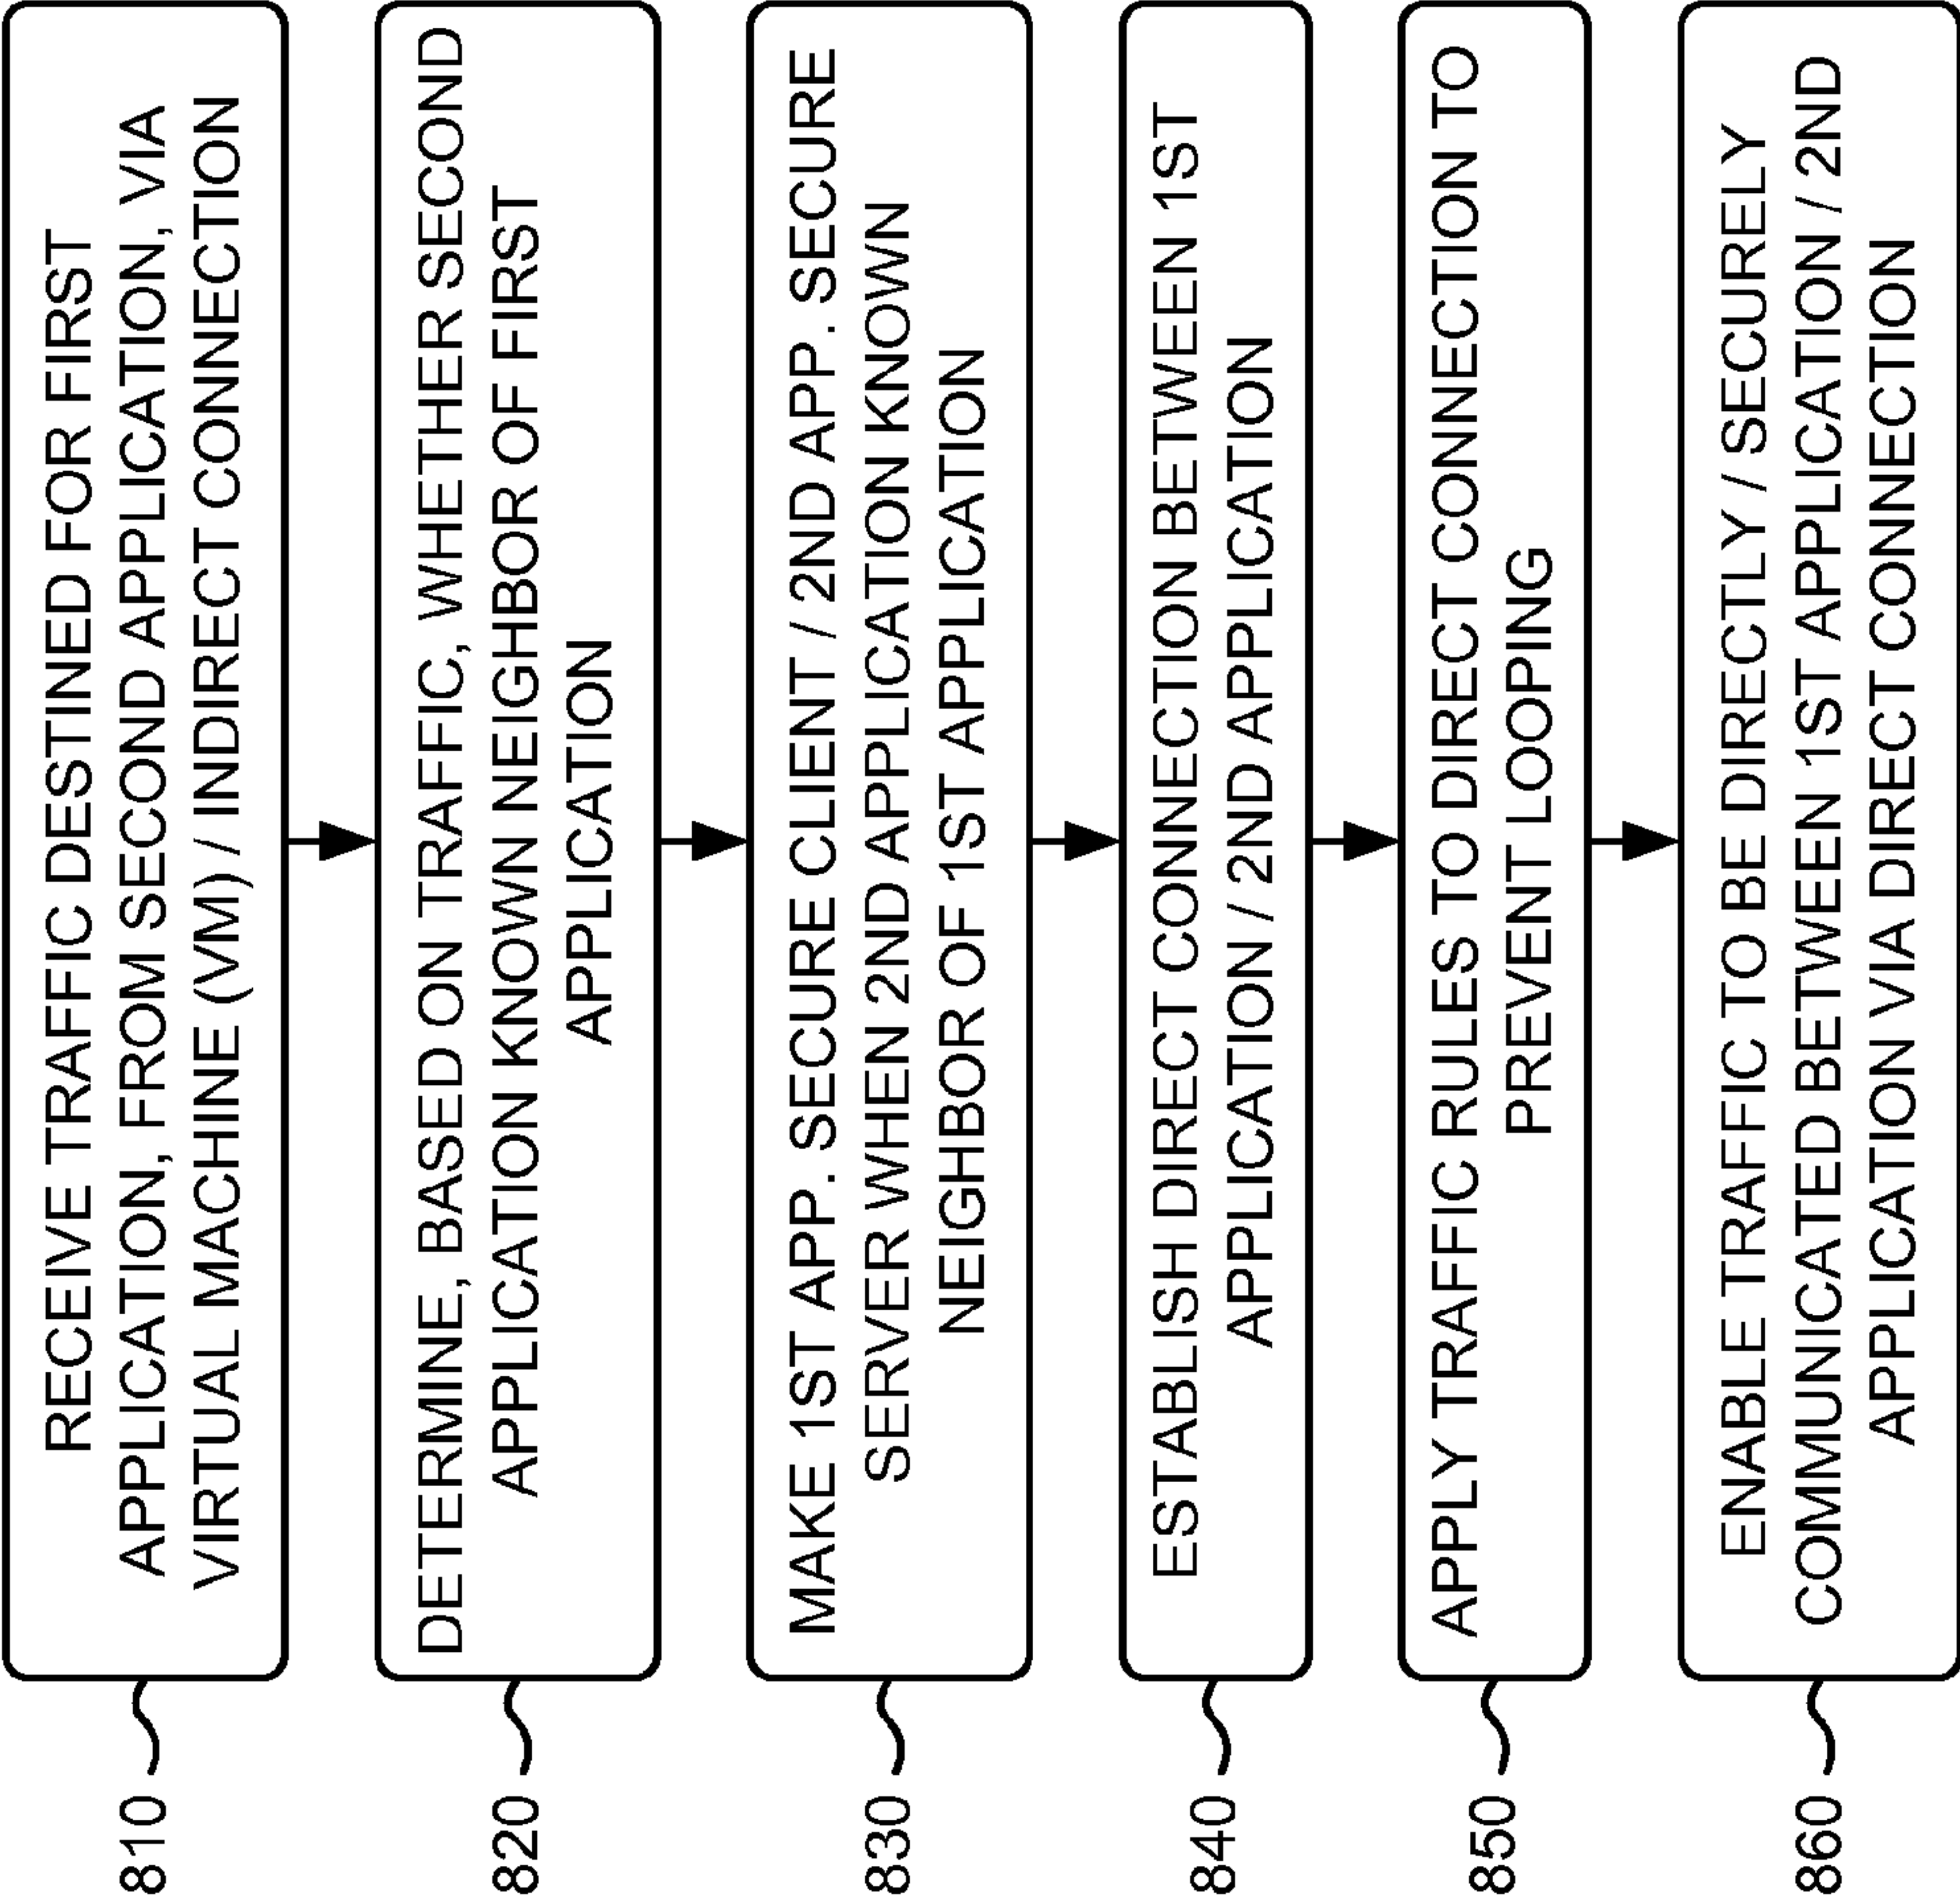 810
RECEIVE TRAFFIC DESTINED FOR FIRST
APPLICATION, FROM SECOND APPLICATION, VIA
VIRTUAL MACHINE (VM) / INDIRECT CONNECTION
820
DETERMINE, BASED ON TRAFFIC, WHETHER SECOND
APPLICATION KNOWN NEIGHBOR OF FIRST
APPLICATION
830
MAKE 1ST APP. SECURE CLIENT / 2ND APP. SECURE
SERVER WHEN 2ND APPLICATION KNOWN
NEIGHBOR OF 1ST APPLICATION
840
ESTABLISH DIRECT CONNECTION BETWEEN 1ST
APPLICATION / 2ND APPLICATION
850
APPLY TRAFFIC RULES TO DIRECT CONNECTION TO
PREVENT LOOPING
860
ENABLE TRAFFIC TO BE DIRECTLY / SECURELY
COMMUNICATED BETWEEN 1ST APPLICATION / 2ND
APPLICATION VIA DIRECT CONNECTION